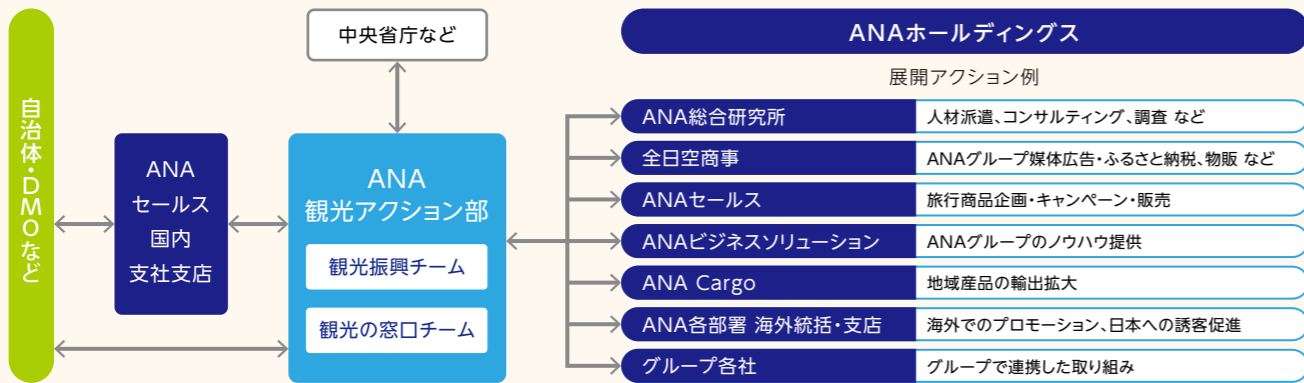 自治体・DMOなど
ANA
セールス
国内
支社支店
中央省庁など
ANA
観光アクション部
観光振興チーム
観光の窓口チーム
ANAホールディングス
展開アクション例
ANA総合研究所 人材派遣、コンサルティング、調査 など
全日空商事 ANAグループ媒体広告・ふるさと納税、物販 など
ANAセールス 旅行商品企画・キャンペーン・販売
ANAビジネスソリューション ANAグループのノウハウ提供
ANA Cargo 地域産品の輸出拡大
ANA各部署 海外統括・支店 海外でのプロモーション、日本への誘客促進
グループ各社 グループで連携した取り組み